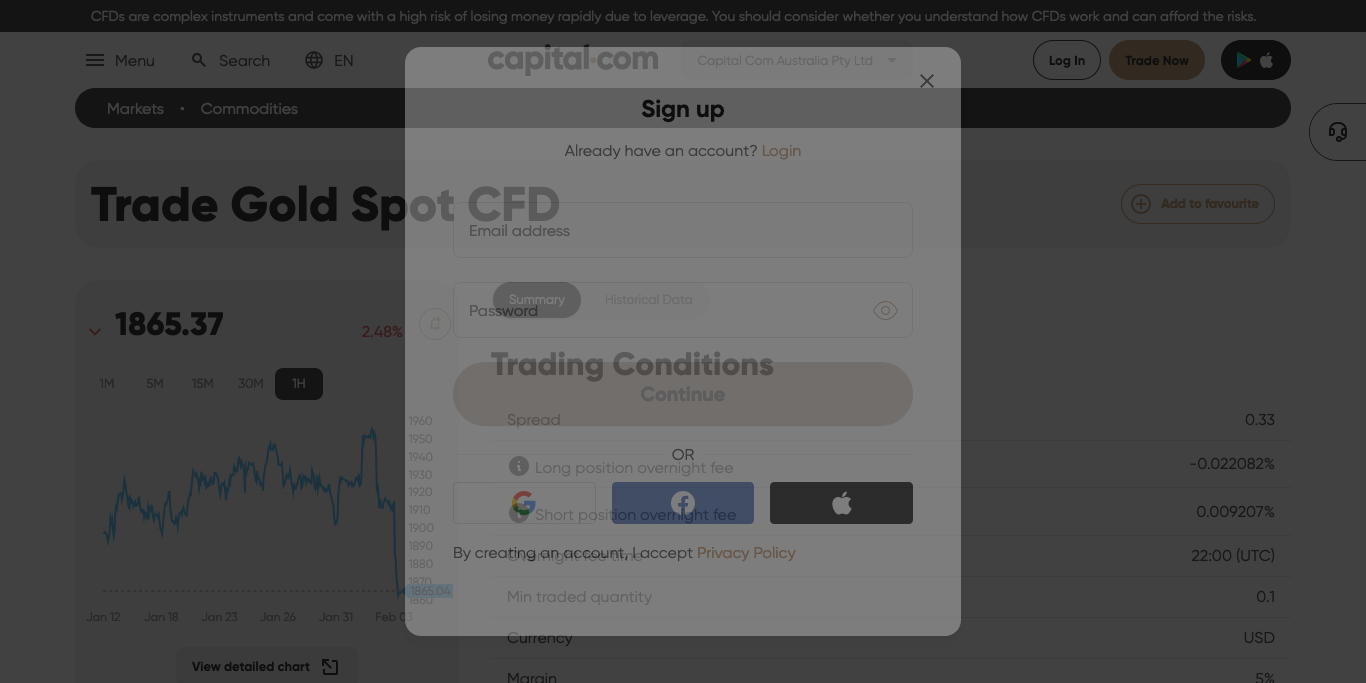 CFDs are complex instruments and come with a high risk of losing money rapidly due to leverage. You should consider whether you understand how CFDs work and can afford the risks.
Menu Search EN capital.com Capital Com Australia Pty Ltd Log In Trade Now
Markets • Commodities
Sign up
Already have an account? Login
Trade Gold Spot CFD
Add to favourite
Email address
Summary Historical Data
Password
1865.37 2.48%
1M 5M 15M 30M 1H
Trading Conditions
Continue
Spread 0.33
OR
Long position overnight fee -0.022082%
Short position overnight fee 0.009207%
By creating an account, I accept Privacy Policy
Overnight fee time 22:00 (UTC)
Min traded quantity 0.1
Currency USD
Margin 5%
1960
1950
1940
1930
1920
1910
1900
1890
1880
1870
1865.04
1860
Jan 12 Jan 18 Jan 23 Jan 26 Jan 31 Feb 03
View detailed chart